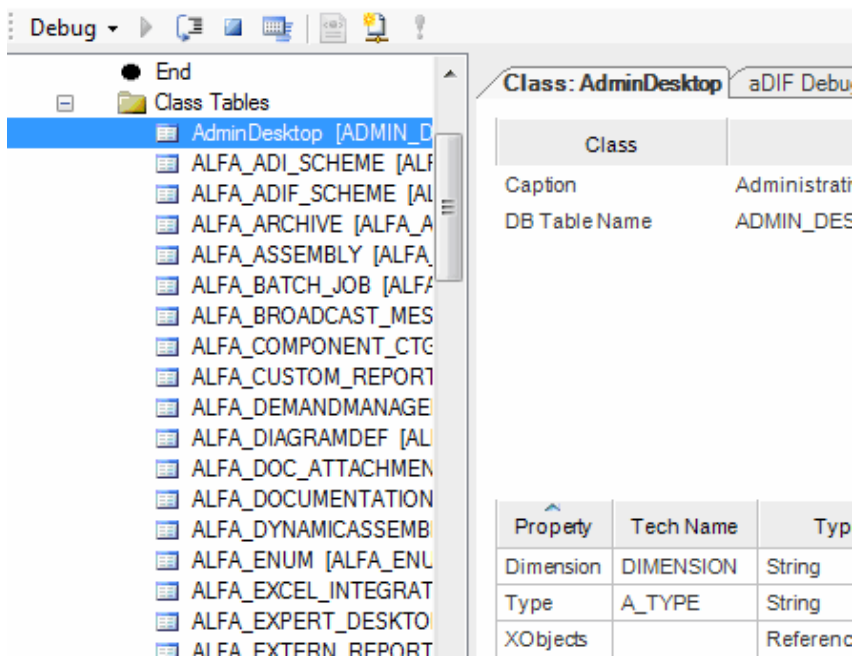 Debug
End
Class Tables
AdminDesktop [ADMIN_D
ALFA_ADI_SCHEME [ALF
ALFA_ADIF_SCHEME [AL
ALFA_ARCHIVE [ALFA_A
ALFA_ASSEMBLY [ALFA_
ALFA_BATCH_JOB [ALFA
ALFA_BROADCAST_MES
ALFA_COMPONENT_CTG
ALFA_CUSTOM_REPORT
ALFA_DEMANDMANAGE
ALFA_DIAGRAMDEF [AL
ALFA_DOC_ATTACHMEN
ALFA_DOCUMENTATION
ALFA_DYNAMICASSEMB
ALFA_ENUM [ALFA_ENU
ALFA_EXCEL_INTEGRAT
ALFA_EXPERT_DESKTO
ALFA_EXTERN_REPORT
Class: AdminDesktop aDIF Debug
Class
Caption Administrati
DB Table Name ADMIN_DES
Property Tech Name Typ
Dimension DIMENSION String
Type A_TYPE String
XObjects Referenc